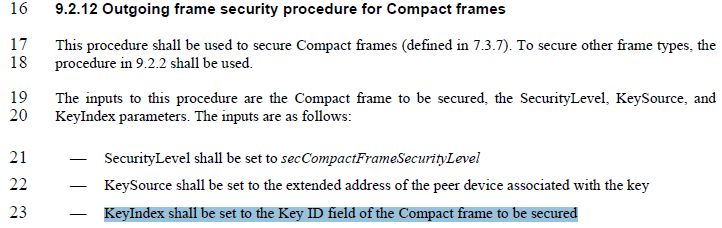 16 9.2.12 Outgoing frame security procedure for Compact frames
17 This procedure shall be used to secure Compact frames (defined in 7.3.7). To secure other frame types, the
18 procedure in 9.2.2 shall be used.
19 The inputs to this procedure are the Compact frame to be secured, the SecurityLevel, KeySource, and
20 KeyIndex parameters. The inputs are as follows:
21 — SecurityLevel shall be set to secCompactFrameSecurityLevel
22 — KeySource shall be set to the extended address of the peer device associated with the key
23 — KeyIndex shall be set to the Key ID field of the Compact frame to be secured